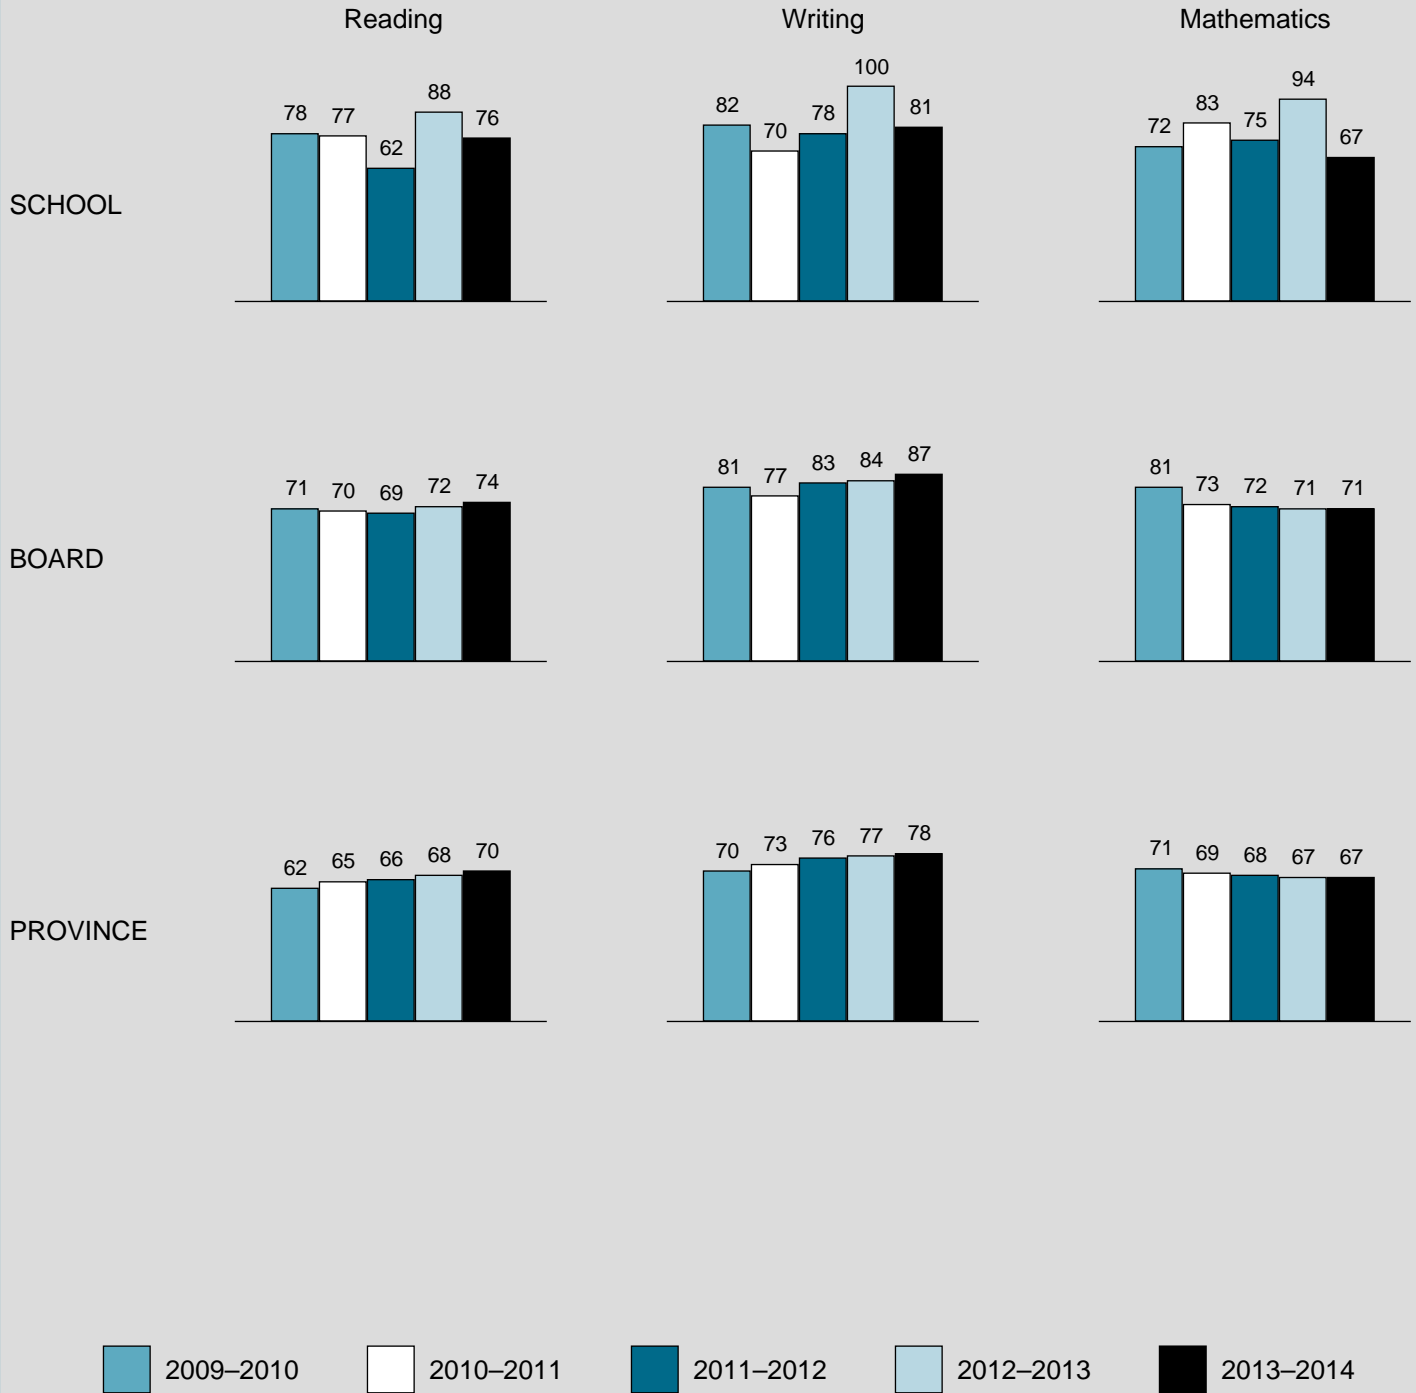 Reading Writing Mathematics
78 77 62 88 76
82 70 78 100 81
72 83 75 94 67
SCHOOL
71 70 69 72 74
81 77 83 84 87
81 73 72 71 71
BOARD
62 65 66 68 70
70 73 76 77 78
71 69 68 67 67
PROVINCE
2009–2010 2010–2011 2011–2012 2012–2013 2013–2014